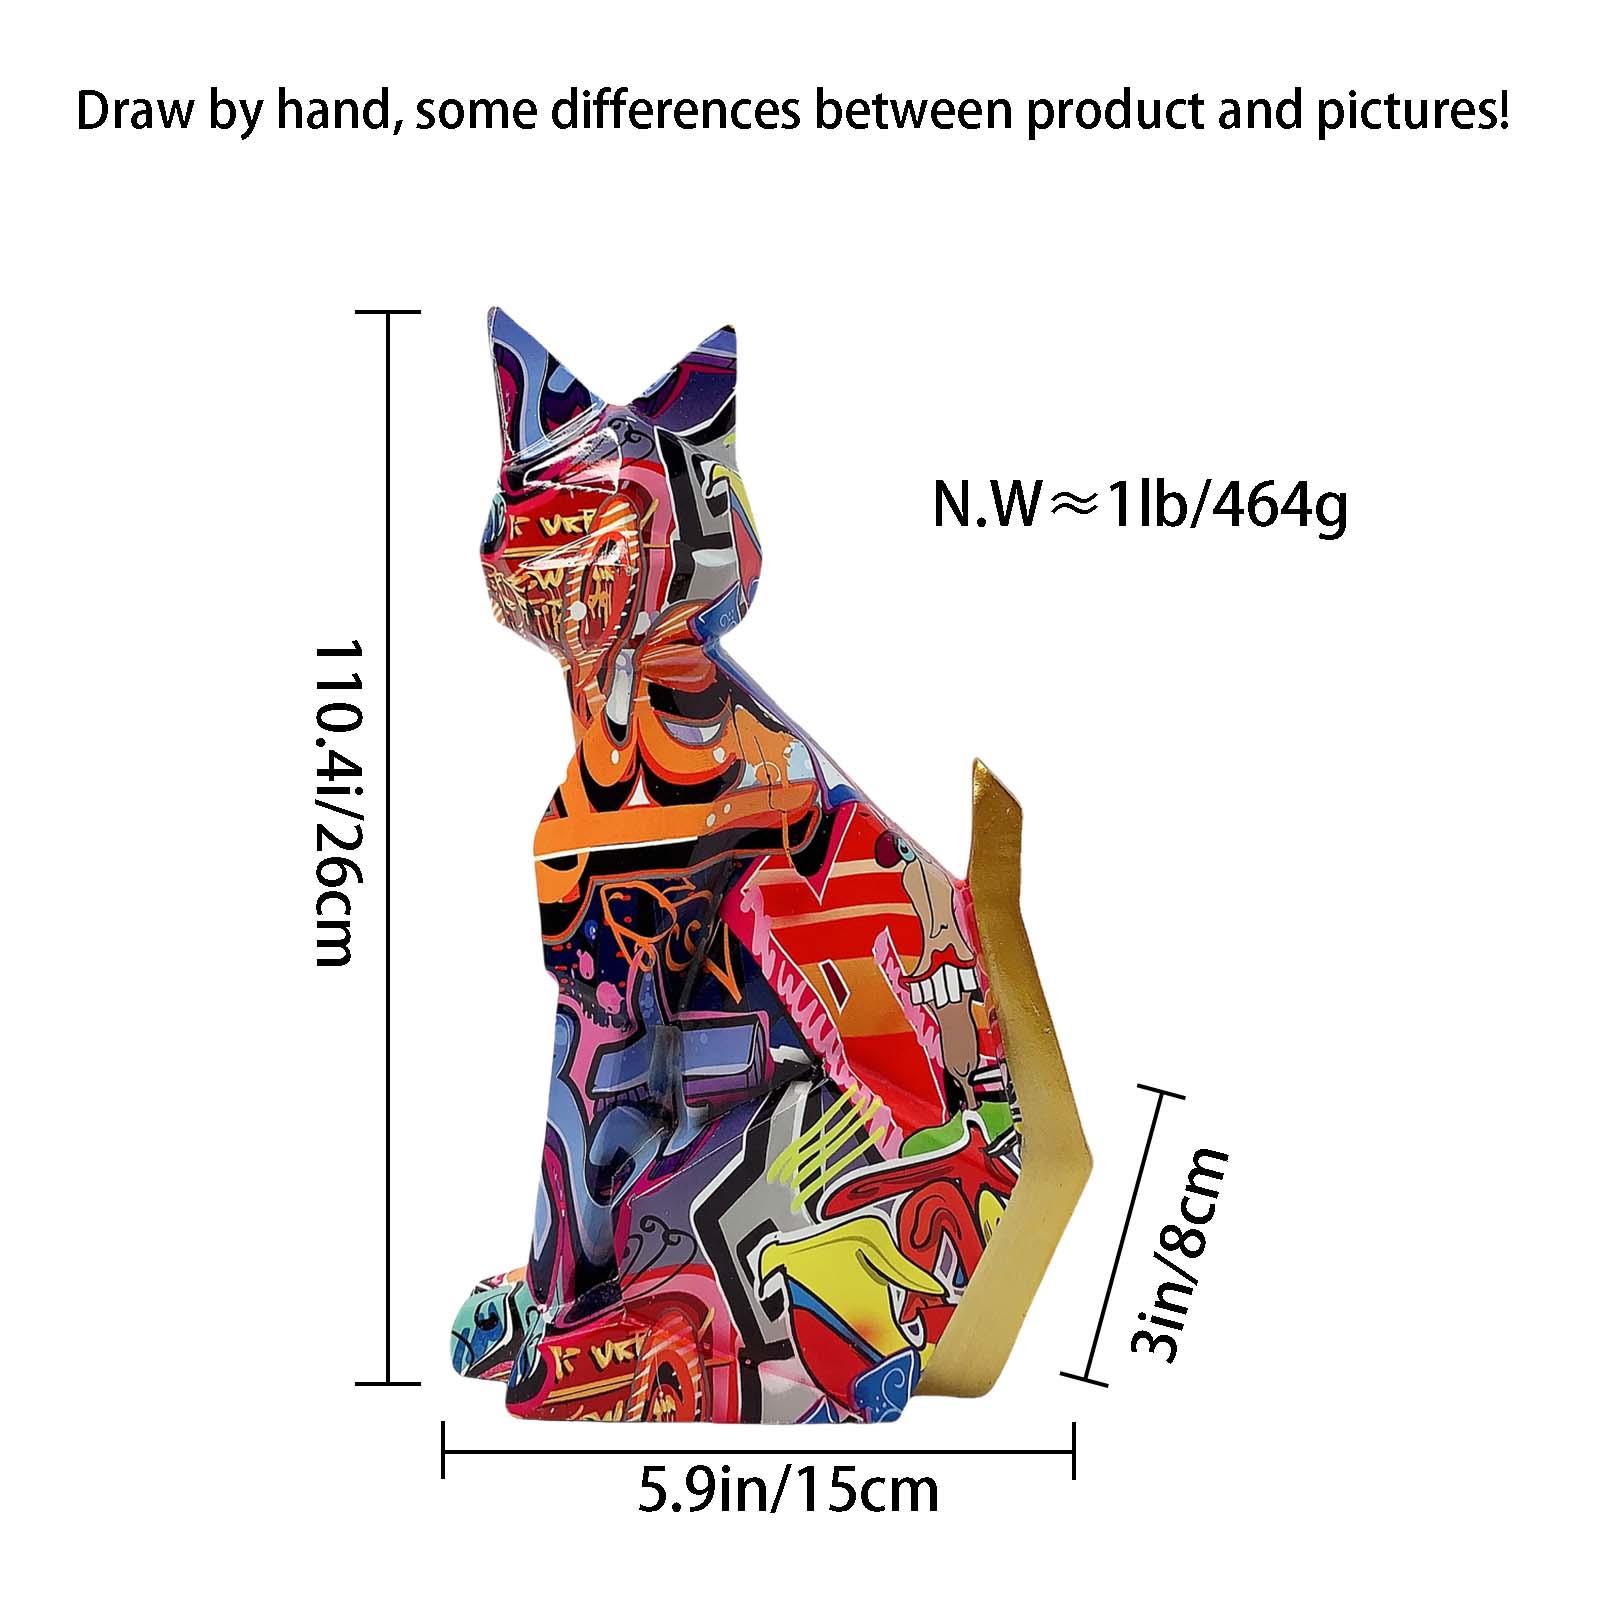 Draw by hand, some differences between product and pictures!
N.W≈1lb/464g
110.4i/26cm
3in/8cm
5.9in/15cm